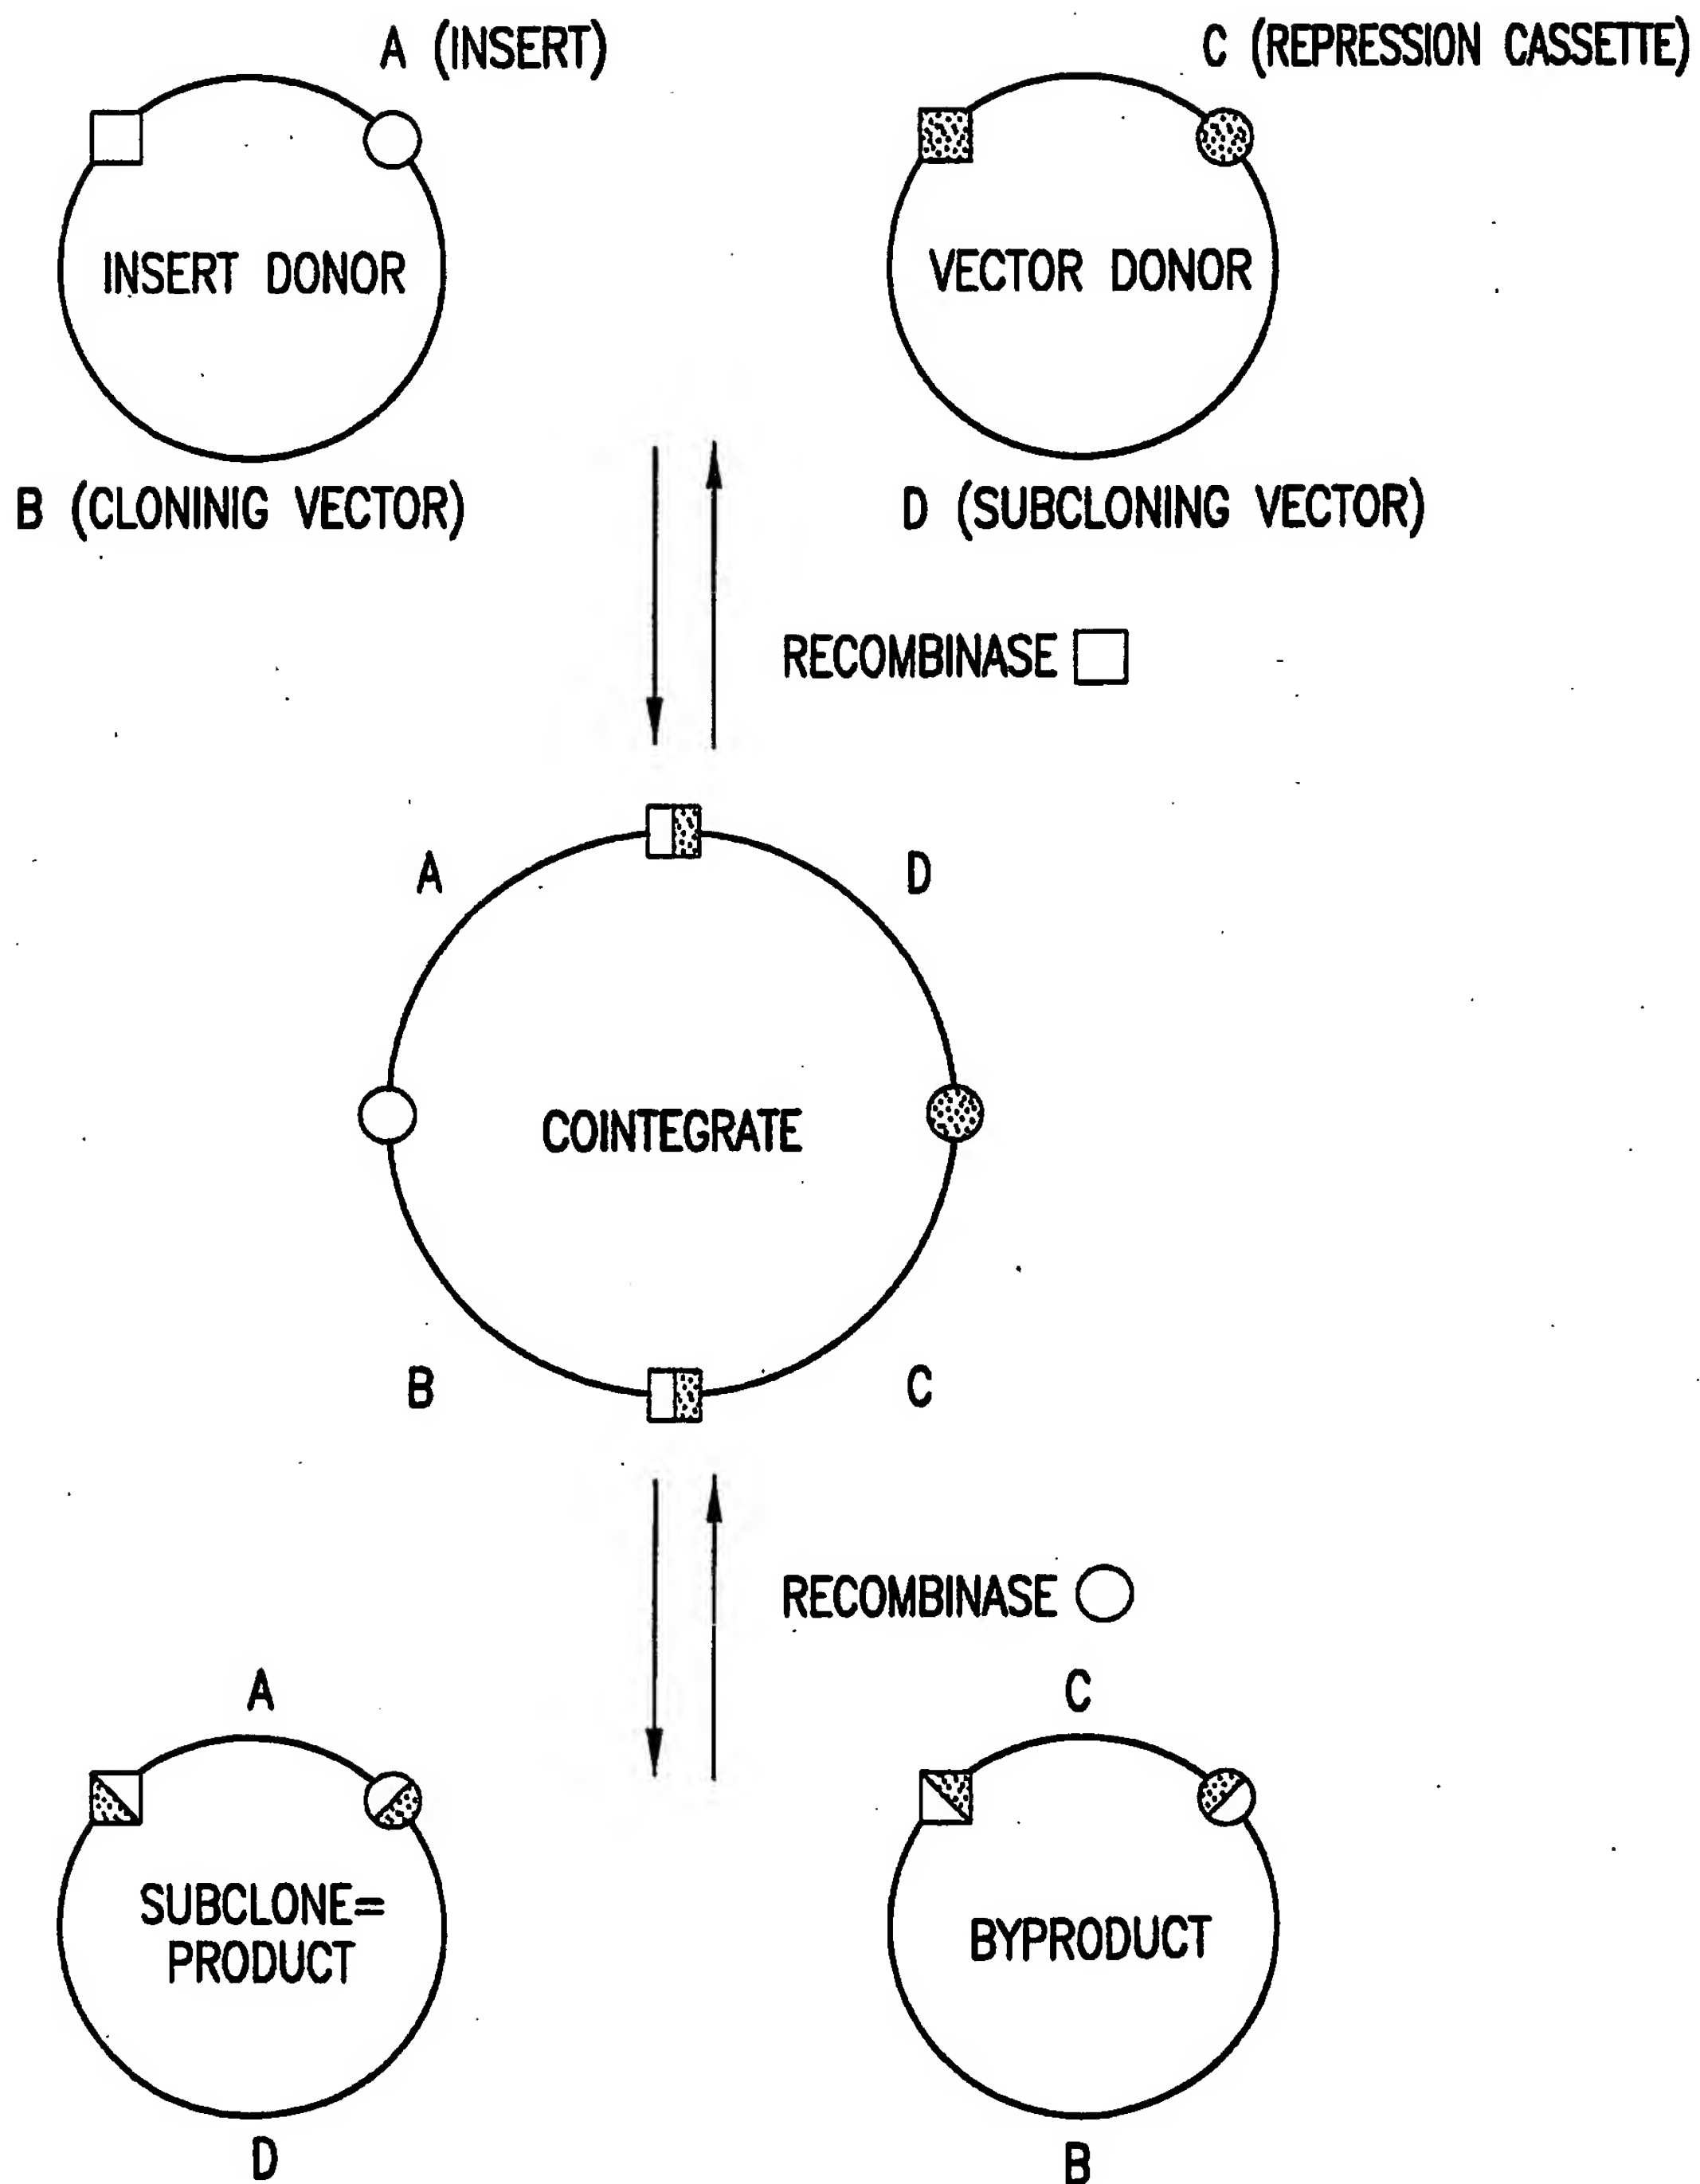 A (INSERT)
C (REPRESSION CASSETTE)
INSERT DONOR
VECTOR DONOR
B (CLONINIG VECTOR)
D (SUBCLONING VECTOR)
RECOMBINASE
A
D
COINTEGRATE
B
C
RECOMBINASE
A
C
SUBCLONE=
PRODUCT
BYPRODUCT
D
B